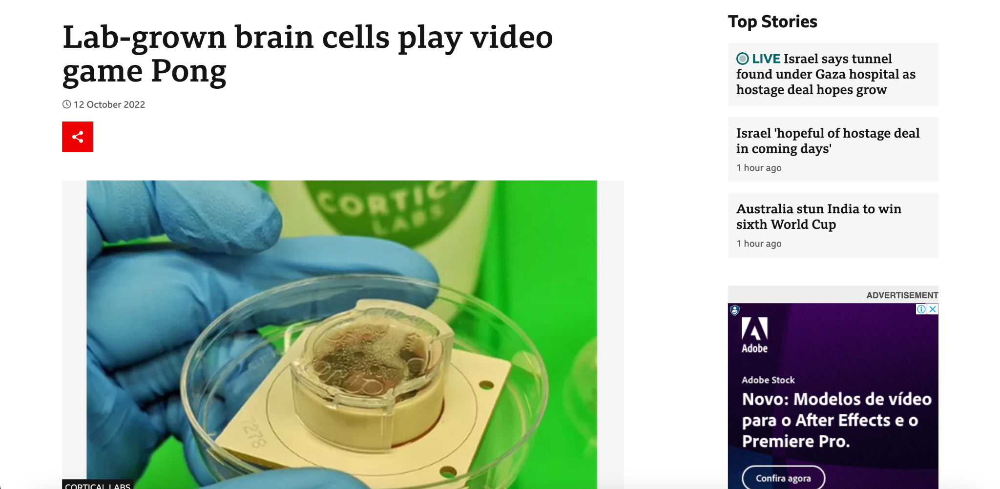 Lab-grown brain cells play video
game Pong
12 October 2022
CORTICA
LABS
7278
CORTICAL LABS
Top Stories
LIVE Israel says tunnel
found under Gaza hospital as
hostage deal hopes grow
Israel 'hopeful of hostage deal
in coming days'
1 hour ago
Australia stun India to win
sixth World Cup
1 hour ago
ADVERTISEMENT
Adobe
Adobe Stock
Novo: Modelos de vídeo
para o After Effects e o
Premiere Pro.
Confira agora